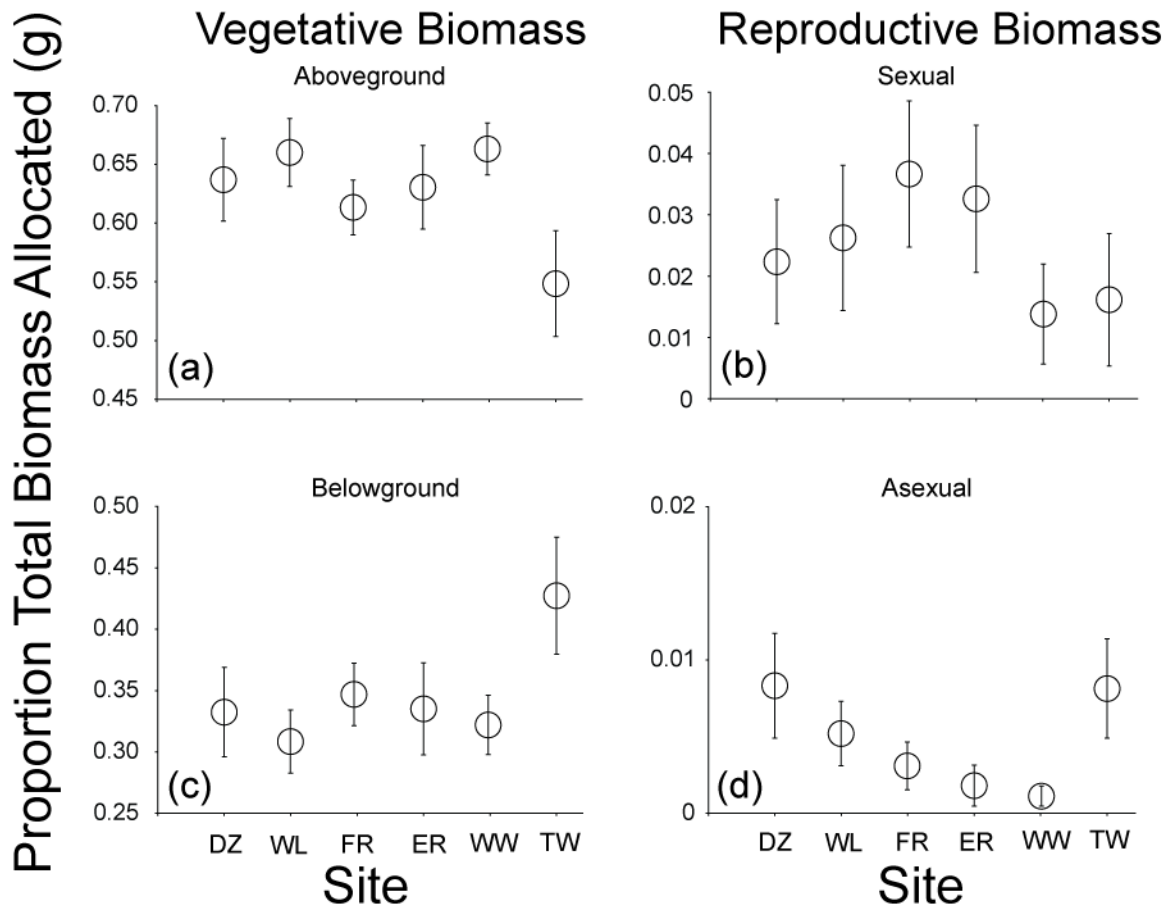 Proportion Total Biomass Allocated (g)
Vegetative Biomass
Reproductive Biomass
Aboveground
0.70
0.65
0.60
0.55
0.50
0.45
(a)
Sexual
0.05
0.04
0.03
0.02
0.01
0
(b)
Belowground
0.50
0.45
0.40
0.35
0.30
0.25
(c)
DZ WL FR ER WW TW
Site
Asexual
0.02
0.01
0
(d)
DZ WL FR ER WW TW
Site